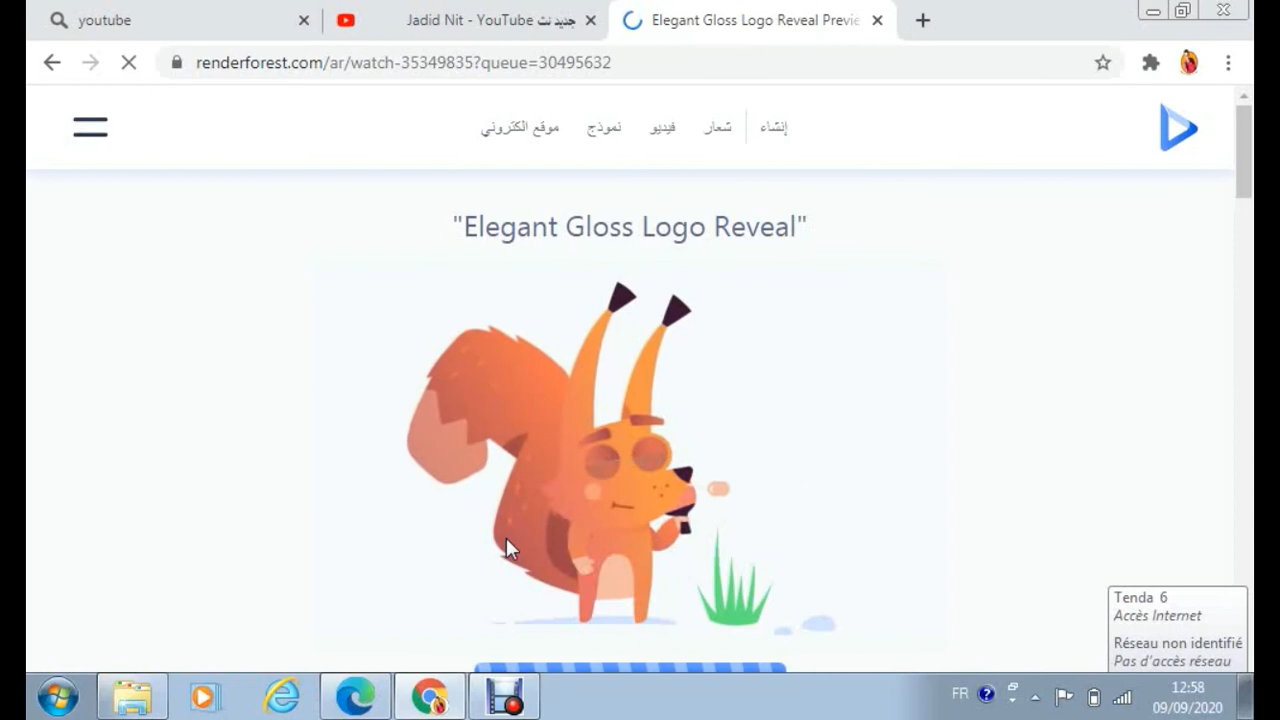 youtube
Jadid Nit - YouTube جديد نت
Elegant Gloss Logo Reveal Previe
renderforest.com/ar/watch-35349835?queue=30495632
إنشاء
شعار
فيديو
نموذج
موقع الكتروني
"Elegant Gloss Logo Reveal"
Tenda 6
Accès Internet
Réseau non identifié
Pas d'accès réseau
FR
12:58
09/09/2020